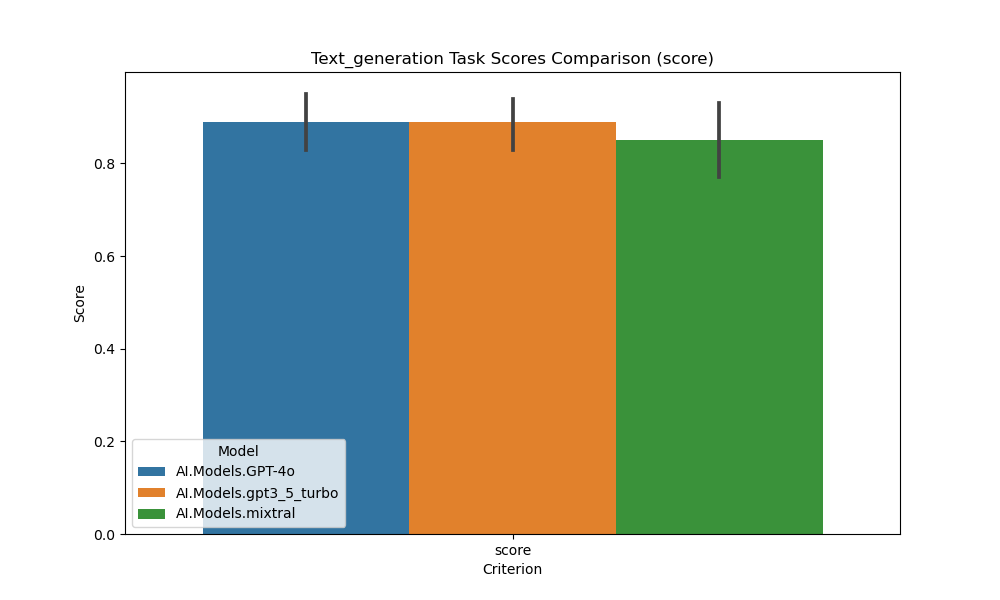 Text_generation Task Scores Comparison (score)
Score
0.8
0.6
0.4
0.2
0.0
Model
AI.Models.GPT-4o
AI.Models.gpt3_5_turbo
AI.Models.mixtral
score
Criterion